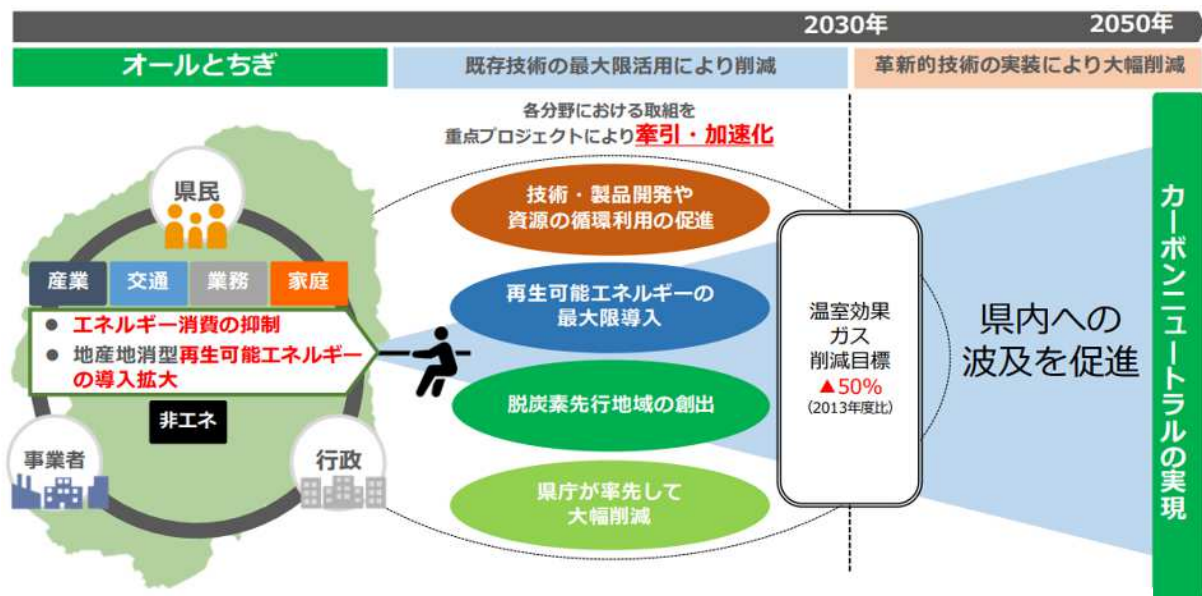 2030年
2050年
オールとちぎ
既存技術の最大限活用により削減
革新的技術の実装により大幅削減
各分野における取組を
重点プロジェクトにより牽引・加速化
県民
産業
交通
業務
家庭
● エネルギー消費の抑制
● 地産地消型再生可能エネルギー
の導入拡大
非エネ
事業者
行政
技術・製品開発や
資源の循環利用の促進
再生可能エネルギーの
最大限導入
脱炭素先行地域の創出
県庁が率先して
大幅削減
温室効果
ガス
削減目標
▲50%
(2013年度比)
県内への
波及を促進
カーボンニュートラルの実現